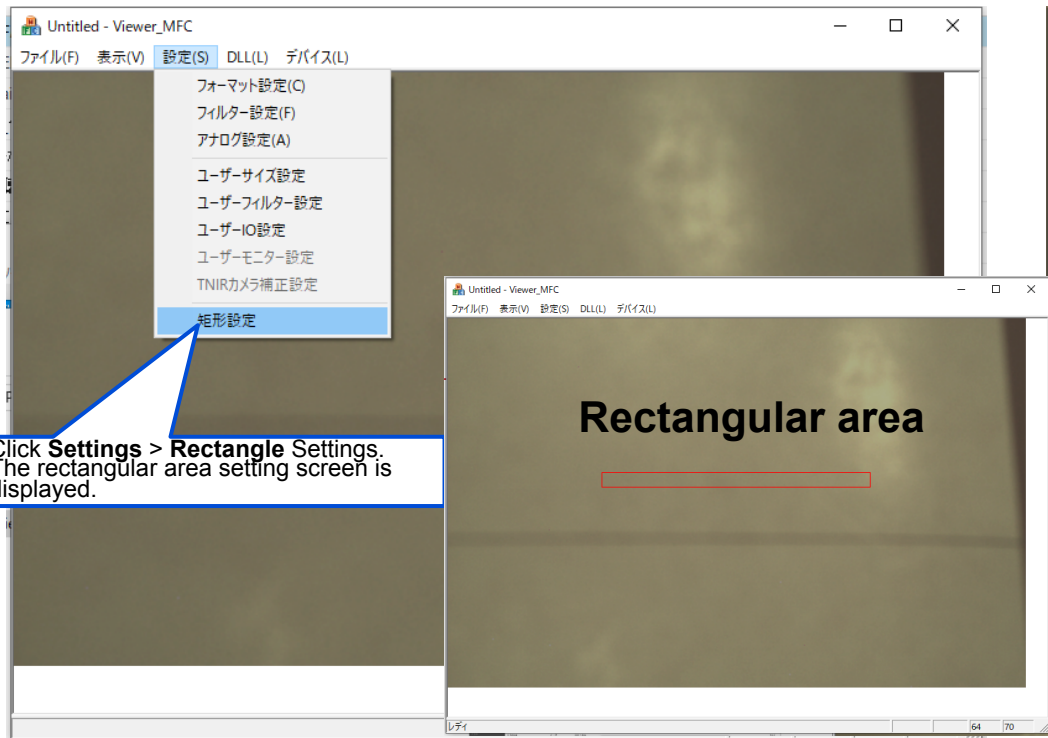 Untitled - Viewer_MFC
ファイル(F) 表示(V) 設定(S) DLL(L) デバイス(L)
フォーマット設定(C)
フィルター設定(F)
アナログ設定(A)
ユーザーサイズ設定
ユーザーフィルター設定
ユーザーIO設定
ユーザーモニター設定
TNIRカメラ補正設定
矩形設定
Click Settings > Rectangle Settings.
The rectangular area setting screen is
displayed.
Untitled - Viewer_MFC
ファイル(F) 表示(V) 設定(S) DLL(L) デバイス(L)
Rectangular area
レディ 64 70